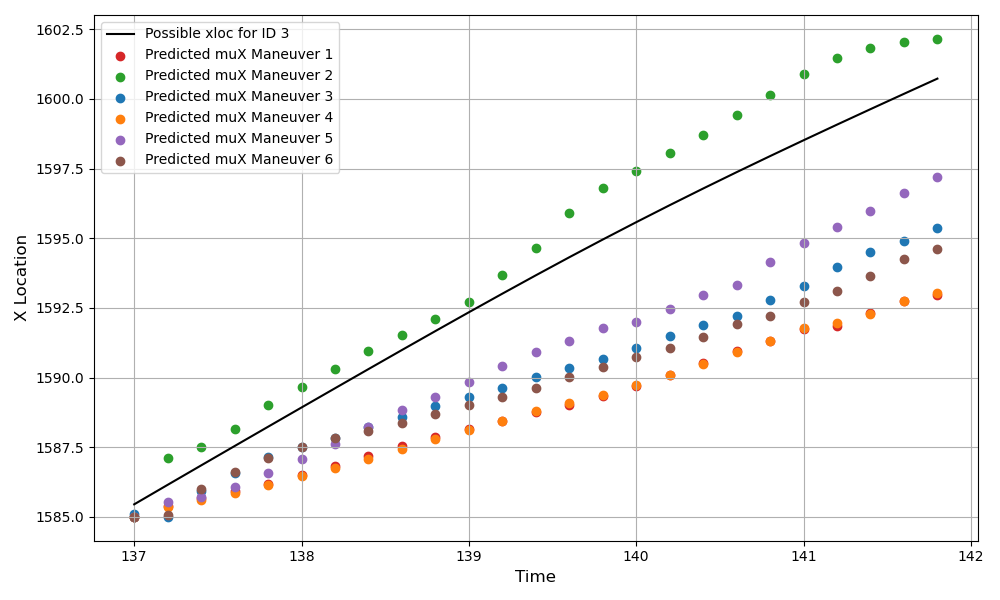 1602.5
1600.0
1597.5
1595.0
1592.5
1590.0
1587.5
1585.0
X Location
Possible xloc for ID 3
Predicted muX Maneuver 1
Predicted muX Maneuver 2
Predicted muX Maneuver 3
Predicted muX Maneuver 4
Predicted muX Maneuver 5
Predicted muX Maneuver 6
137 138 139 140 141 142
Time